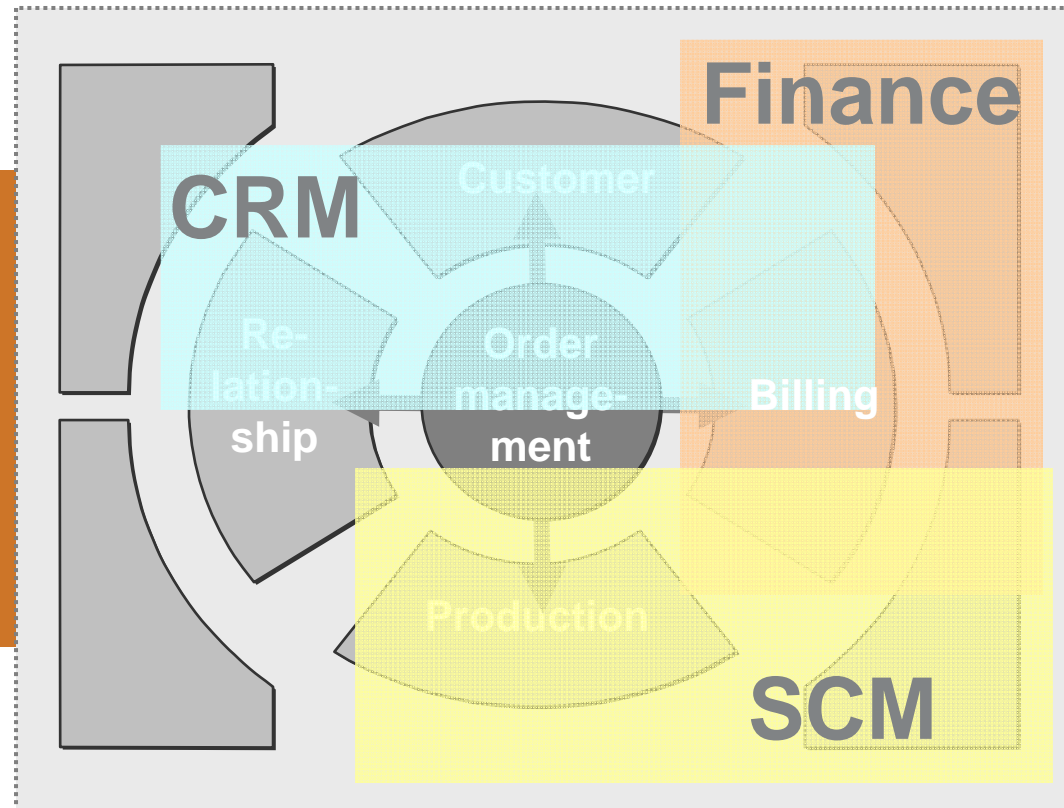 Finance
CRM
Customer
Re-
lation-
ship
Order
manage-
ment
Billing
Production
SCM